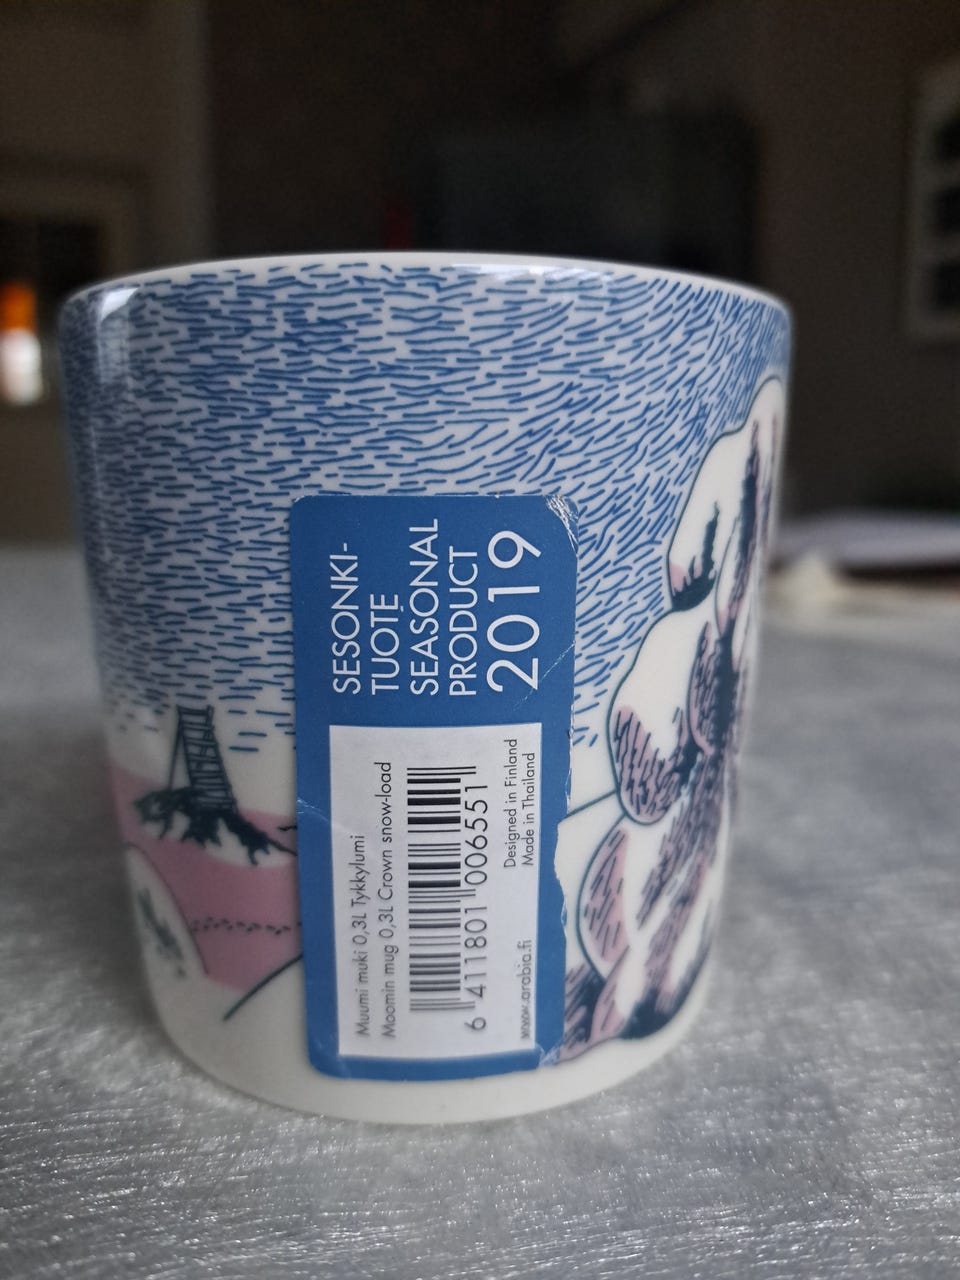 SESONKI-
TUOTE
SEASONAL
PRODUCT
2019
Muumi muki 0,3L Tykkylumi
Moomin mug 0,3L Crown snow-load
6 411801 006551
Designed in Finland
Made in Thailand
www.arabia.fi